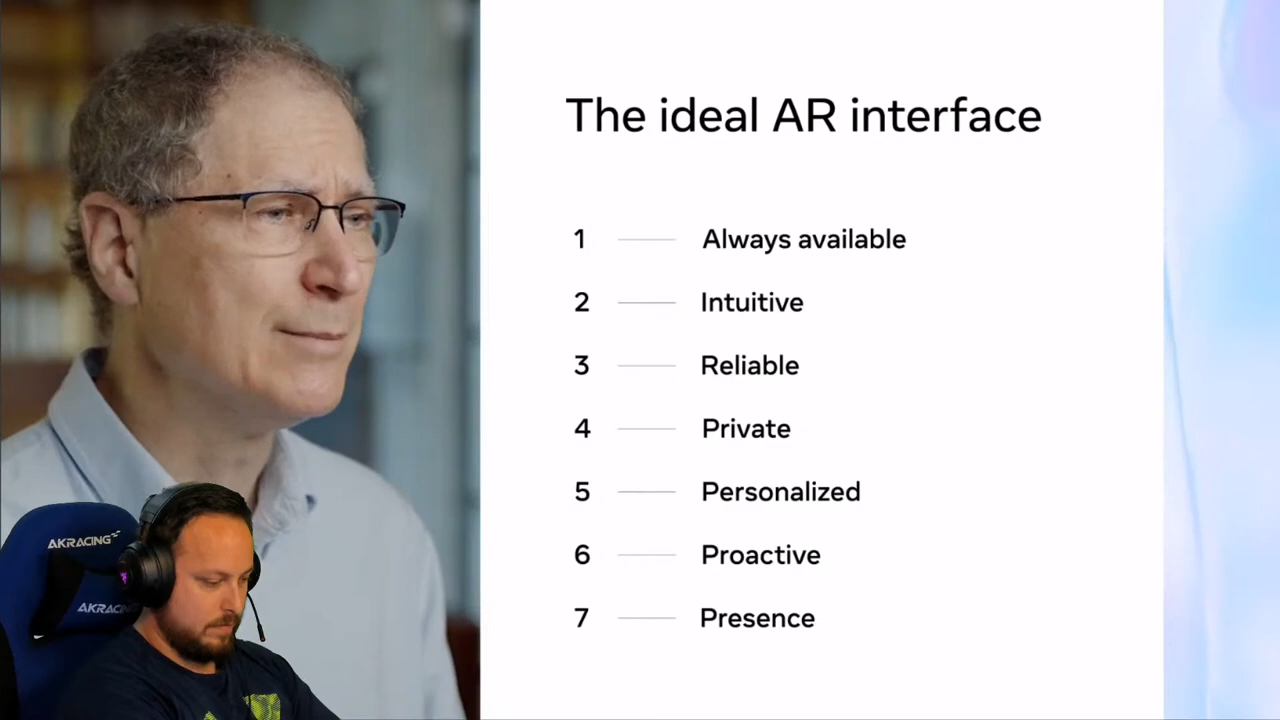 The ideal AR interface
1 Always available
2 Intuitive
3 Reliable
4 Private
5 Personalized
6 Proactive
7 Presence
AKRACING
AKRACING